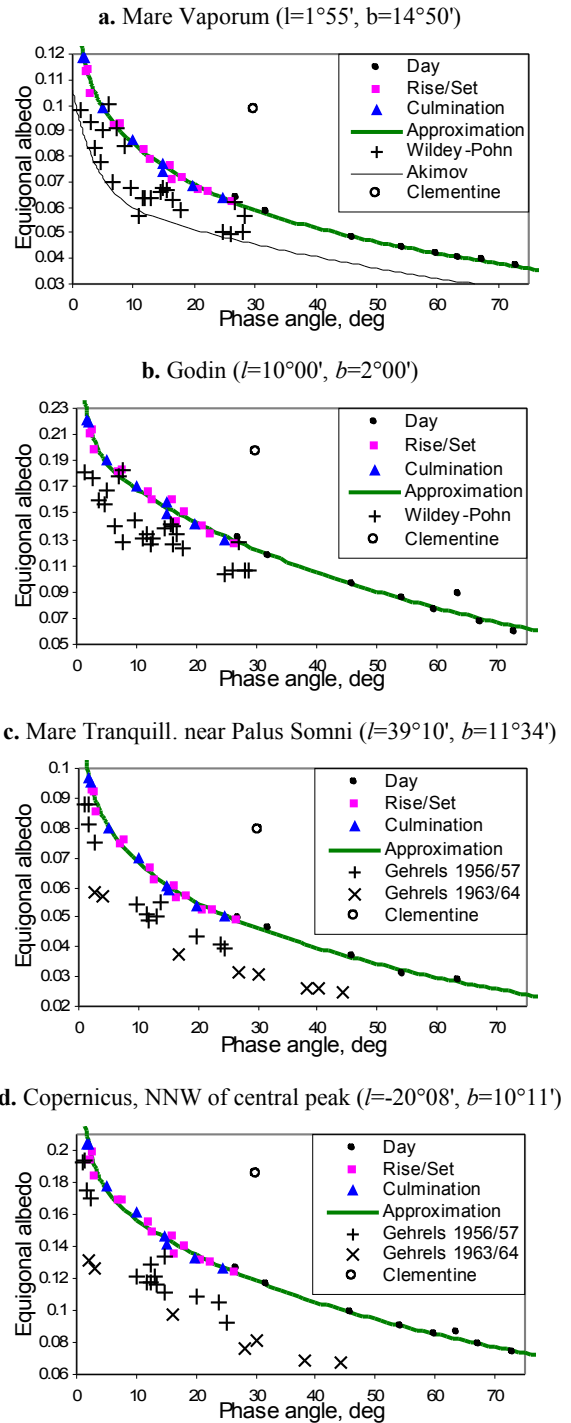 a. Mare Vaporum (l=1°55', b=14°50')
0.12
0.11
0.1
0.09
0.08
0.07
0.06
0.05
0.04
0.03
Equigonal albedo
Day
Rise/Set
Culmination
Approximation
Wildey-Pohn
Akimov
Clementine
0 10 20 30 40 50 60 70
Phase angle, deg
b. Godin (l=10°00', b=2°00')
0.23
0.21
0.19
0.17
0.15
0.13
0.11
0.09
0.07
0.05
Equigonal albedo
Day
Rise/Set
Culmination
Approximation
Wildey-Pohn
Clementine
0 10 20 30 40 50 60 70
Phase angle, deg
c. Mare Tranquill. near Palus Somni (l=39°10', b=11°34')
0.1
0.09
0.08
0.07
0.06
0.05
0.04
0.03
0.02
Equigonal albedo
Day
Rise/Set
Culmination
Approximation
Gehrels 1956/57
Gehrels 1963/64
Clementine
0 10 20 30 40 50 60 70
Phase angle, deg
d. Copernicus, NNW of central peak (l=-20°08', b=10°11')
0.2
0.18
0.16
0.14
0.12
0.1
0.08
0.06
Equigonal albedo
Day
Rise/Set
Culmination
Approximation
Gehrels 1956/57
Gehrels 1963/64
Clementine
0 10 20 30 40 50 60 70
Phase angle, deg